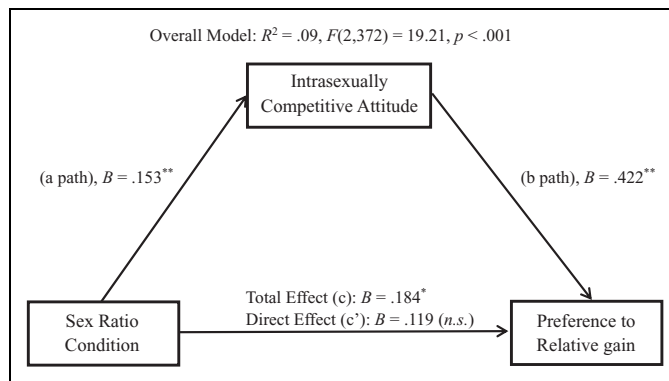 Overall Model: R² = .09, F(2,372) = 19.21, p < .001
Intrasexually
Competitive Attitude
(a path), B = .153**
(b path), B = .422**
Total Effect (c): B = .184*
Direct Effect (c’): B = .119 (n.s.)
Sex Ratio
Condition
Preference to
Relative gain